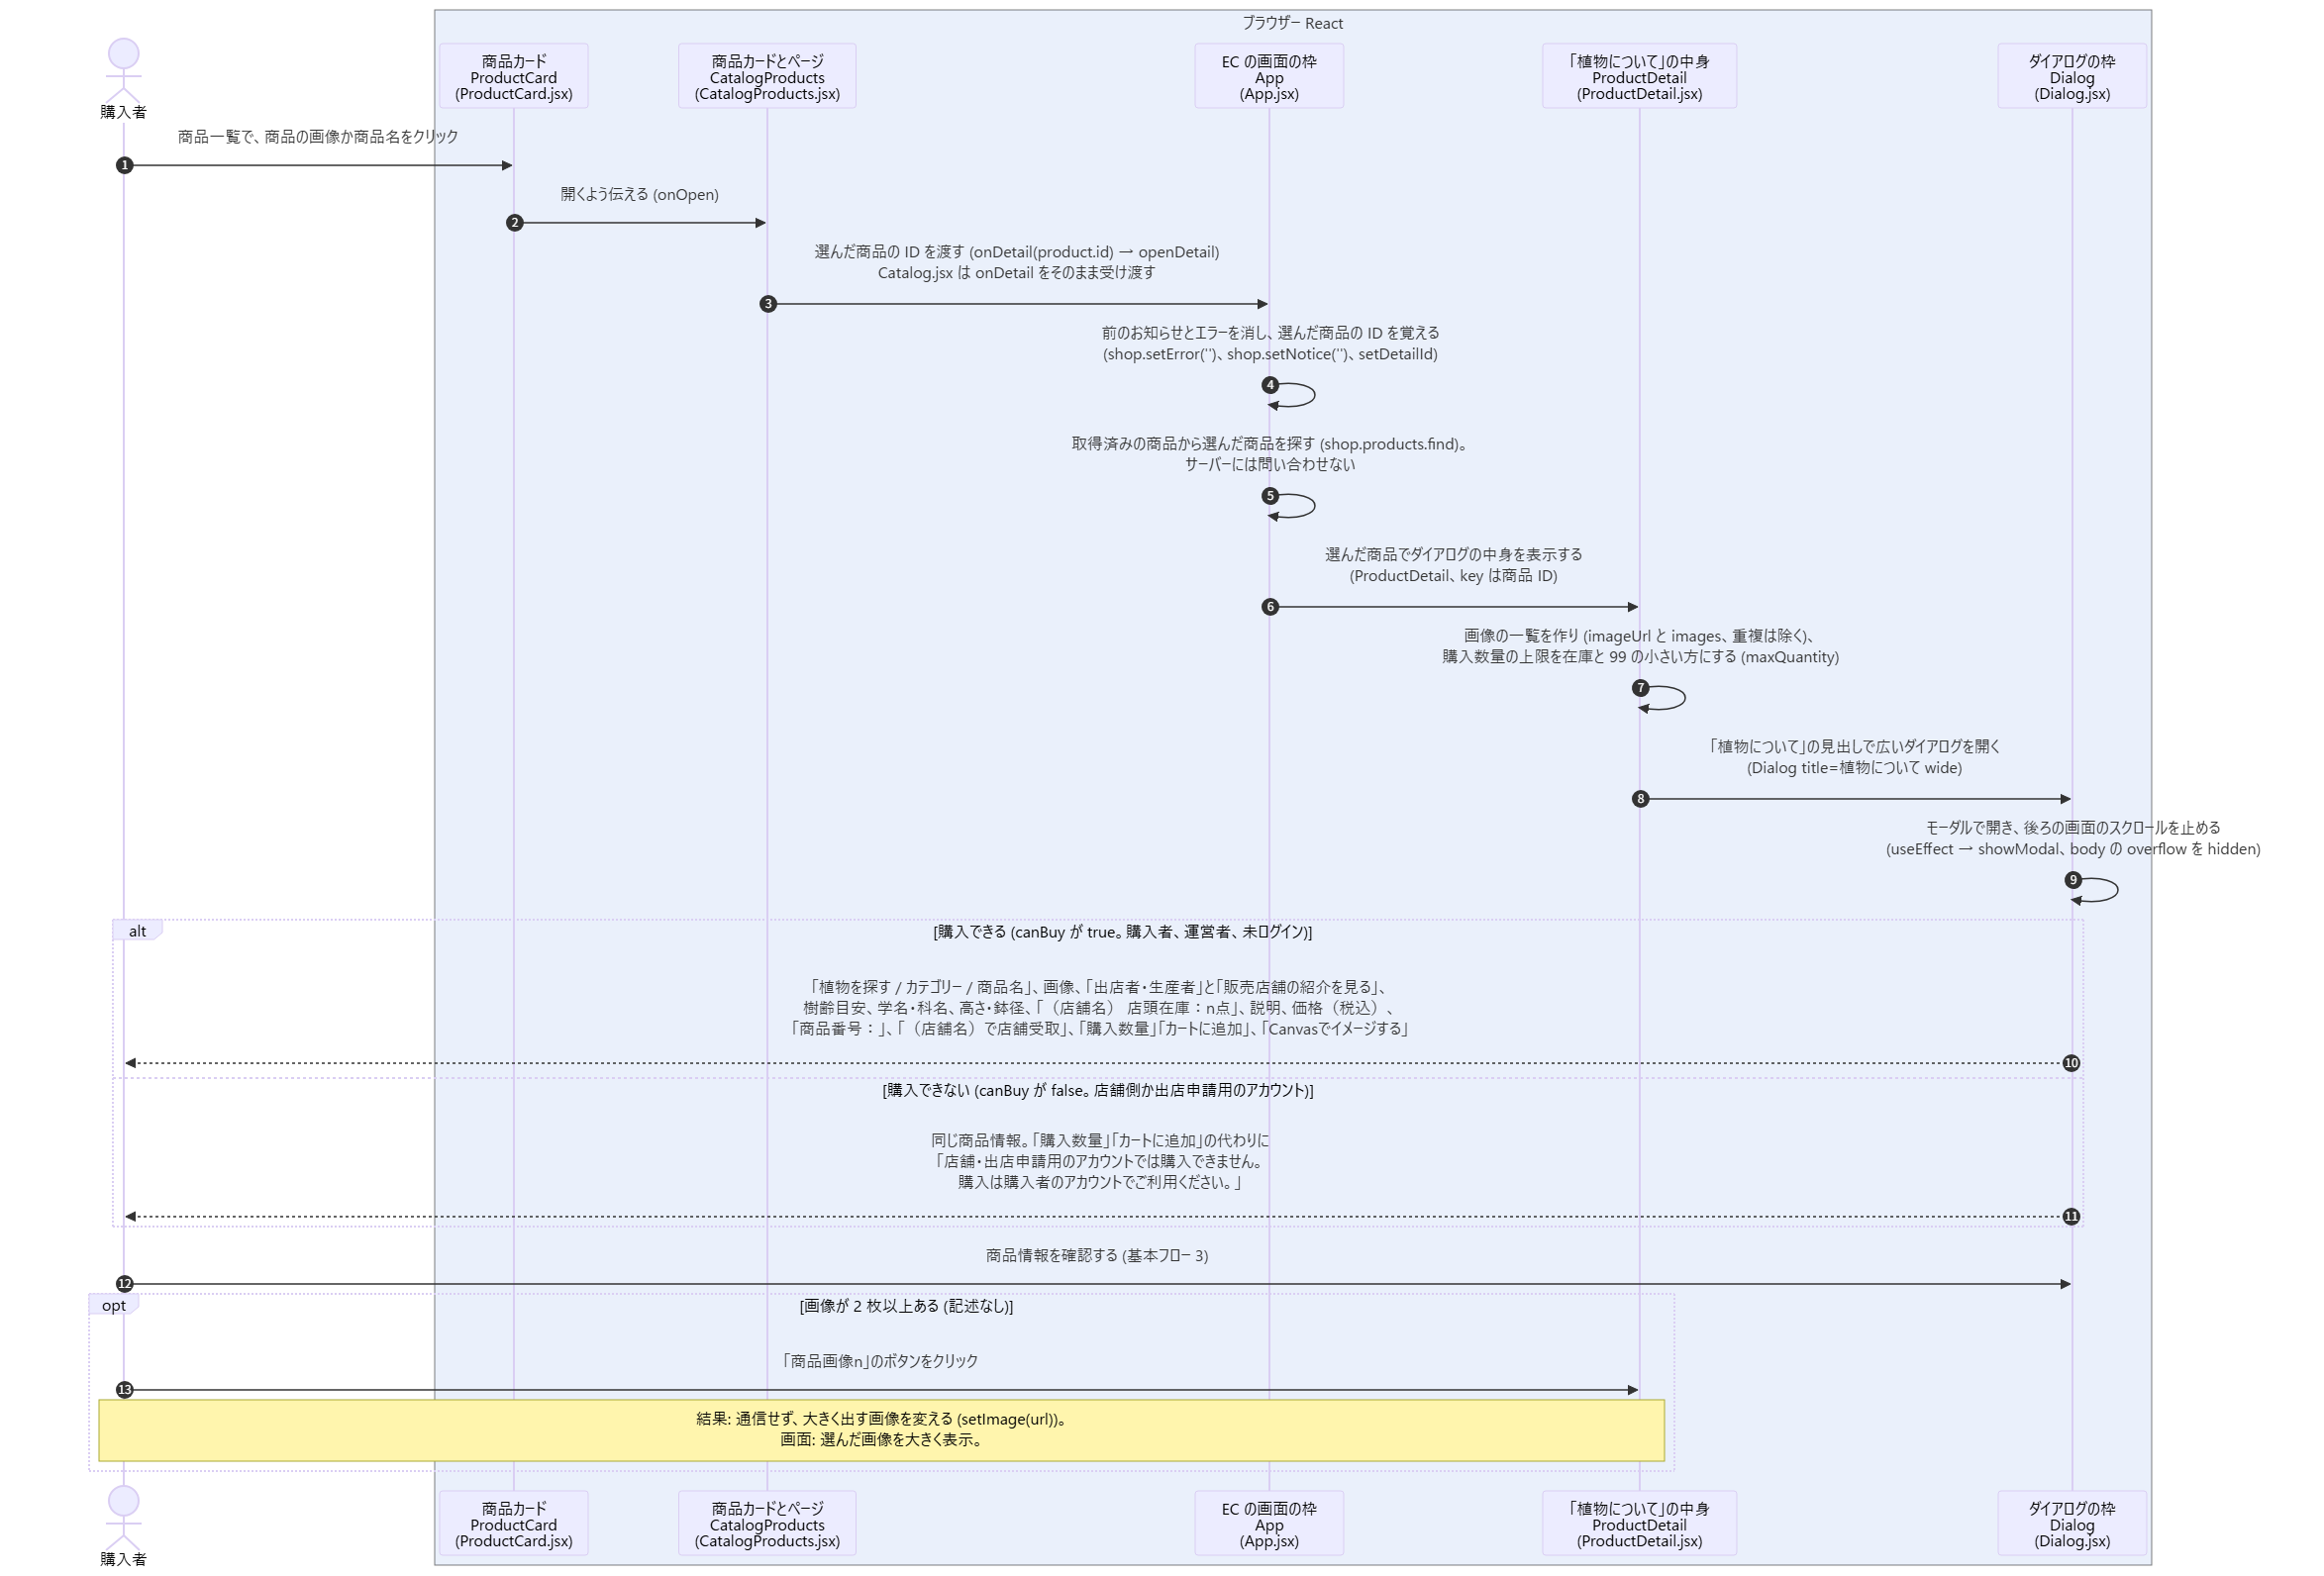 ブラウザー React
購入者
商品カード
ProductCard
(ProductCard.jsx)
商品カードとページ
CatalogProducts
(CatalogProducts.jsx)
EC の画面の枠
App
(App.jsx)
「植物について」の中身
ProductDetail
(ProductDetail.jsx)
ダイアログの枠
Dialog
(Dialog.jsx)
商品一覧で、商品の画像か商品名をクリック
1
開くよう伝える (onOpen)
2
選んだ商品の ID を渡す (onDetail(product.id) → openDetail)
Catalog.jsx は onDetail をそのまま受け渡す
3
前のお知らせとエラーを消し、選んだ商品の ID を覚える
(shop.setError('')、shop.setNotice('')、setDetailId)
4
取得済みの商品から選んだ商品を探す (shop.products.find)。
サーバーには問い合わせない
5
選んだ商品でダイアログの中身を表示する
(ProductDetail、key は商品 ID)
6
画像の一覧を作り (imageUrl と images、重複は除く)、
購入数量の上限を在庫と 99 の小さい方にする (maxQuantity)
7
「植物について」の見出しで広いダイアログを開く
(Dialog title=植物について wide)
8
モーダルで開き、後ろの画面のスクロールを止める
(useEffect → showModal、body の overflow を hidden)
9
alt
[購入できる (canBuy が true。購入者、運営者、未ログイン)]
「植物を探す / カテゴリー / 商品名」、画像、「出店者・生産者」と「販売店舗の紹介を見る」、
樹齢目安、学名・科名、高さ・鉢径、「（店舗名） 店頭在庫：n点」、説明、価格（税込）、
「商品番号：」、「（店舗名）で店舗受取」、「購入数量」「カートに追加」、「Canvasでイメージする」
10
[購入できない (canBuy が false。店舗側か出店申請用のアカウント)]
同じ商品情報。「購入数量」「カートに追加」の代わりに
「店舗・出店申請用のアカウントでは購入できません。
購入は購入者のアカウントでご利用ください。」
11
商品情報を確認する (基本フロー 3)
12
opt
[画像が 2 枚以上ある (記述なし)]
「商品画像n」のボタンをクリック
13
結果: 通信せず、大きく出す画像を変える (setImage(url))。
画面: 選んだ画像を大きく表示。
購入者
商品カード
ProductCard
(ProductCard.jsx)
商品カードとページ
CatalogProducts
(CatalogProducts.jsx)
EC の画面の枠
App
(App.jsx)
「植物について」の中身
ProductDetail
(ProductDetail.jsx)
ダイアログの枠
Dialog
(Dialog.jsx)